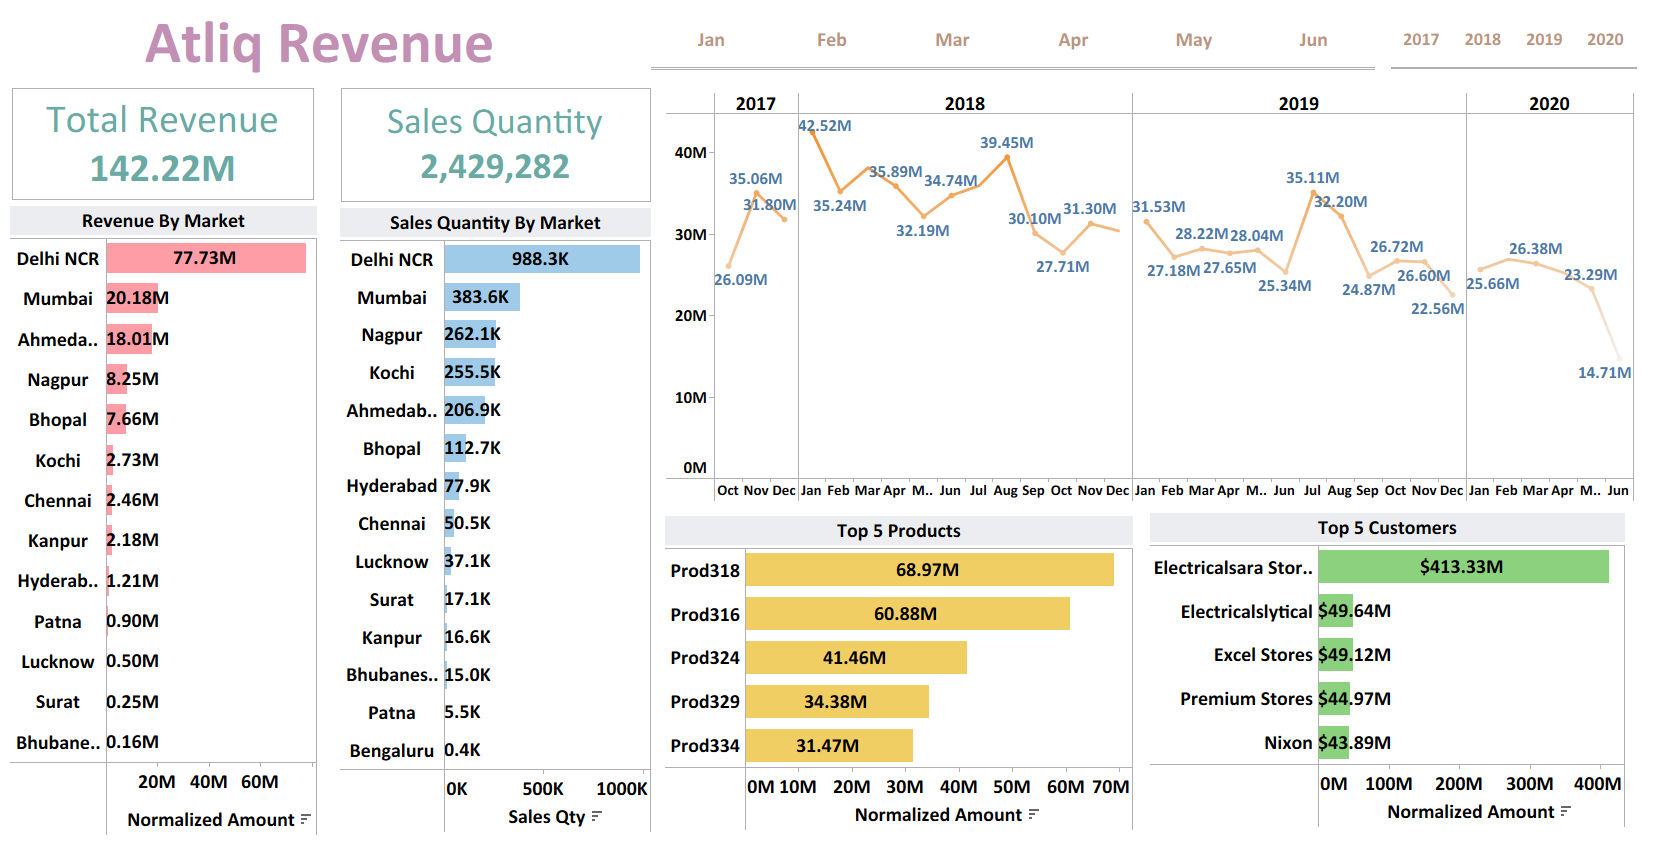 Atliq Revenue
Jan Feb Mar Apr May Jun 2017 2018 2019 2020
Total Revenue
142.22M
Sales Quantity
2,429,282
Revenue By Market
Delhi NCR 77.73M
Mumbai 20.18M
Ahmeda.. 18.01M
Nagpur 8.25M
Bhopal 7.66M
Kochi 2.73M
Chennai 2.46M
Kanpur 2.18M
Hyderab.. 1.21M
Patna 0.90M
Lucknow 0.50M
Surat 0.25M
Bhubane.. 0.16M
20M 40M 60M
Normalized Amount
Sales Quantity By Market
Delhi NCR 988.3K
Mumbai 383.6K
Nagpur 262.1K
Kochi 255.5K
Ahmedab.. 206.9K
Bhopal 112.7K
Hyderabad 77.9K
Chennai 50.5K
Lucknow 37.1K
Surat 17.1K
Kanpur 16.6K
Bhubanes.. 15.0K
Patna 5.5K
Bengaluru 0.4K
0K 500K 1000K
Sales Qty
2017 2018 2019 2020
40M
30M
20M
10M
0M
26.09M 35.06M 31.80M
42.52M 35.24M 35.89M 32.19M 34.74M 39.45M 30.10M 27.71M 31.30M
31.53M 27.18M 28.22M 27.65M 28.04M 25.34M 35.11M 32.20M 24.87M 26.72M 26.60M 22.56M
25.66M 26.38M 23.29M 14.71M
Oct Nov Dec Jan Feb Mar Apr M.. Jun Jul Aug Sep Oct Nov Dec Jan Feb Mar Apr M.. Jun Jul Aug Sep Oct Nov Dec Jan Feb Mar Apr M.. Jun
Top 5 Products
Prod318 68.97M
Prod316 60.88M
Prod324 41.46M
Prod329 34.38M
Prod334 31.47M
0M 10M 20M 30M 40M 50M 60M 70M
Normalized Amount
Top 5 Customers
Electricalsara Stor.. $413.33M
Electricalslytical $49.64M
Excel Stores $49.12M
Premium Stores $44.97M
Nixon $43.89M
0M 100M 200M 300M 400M
Normalized Amount